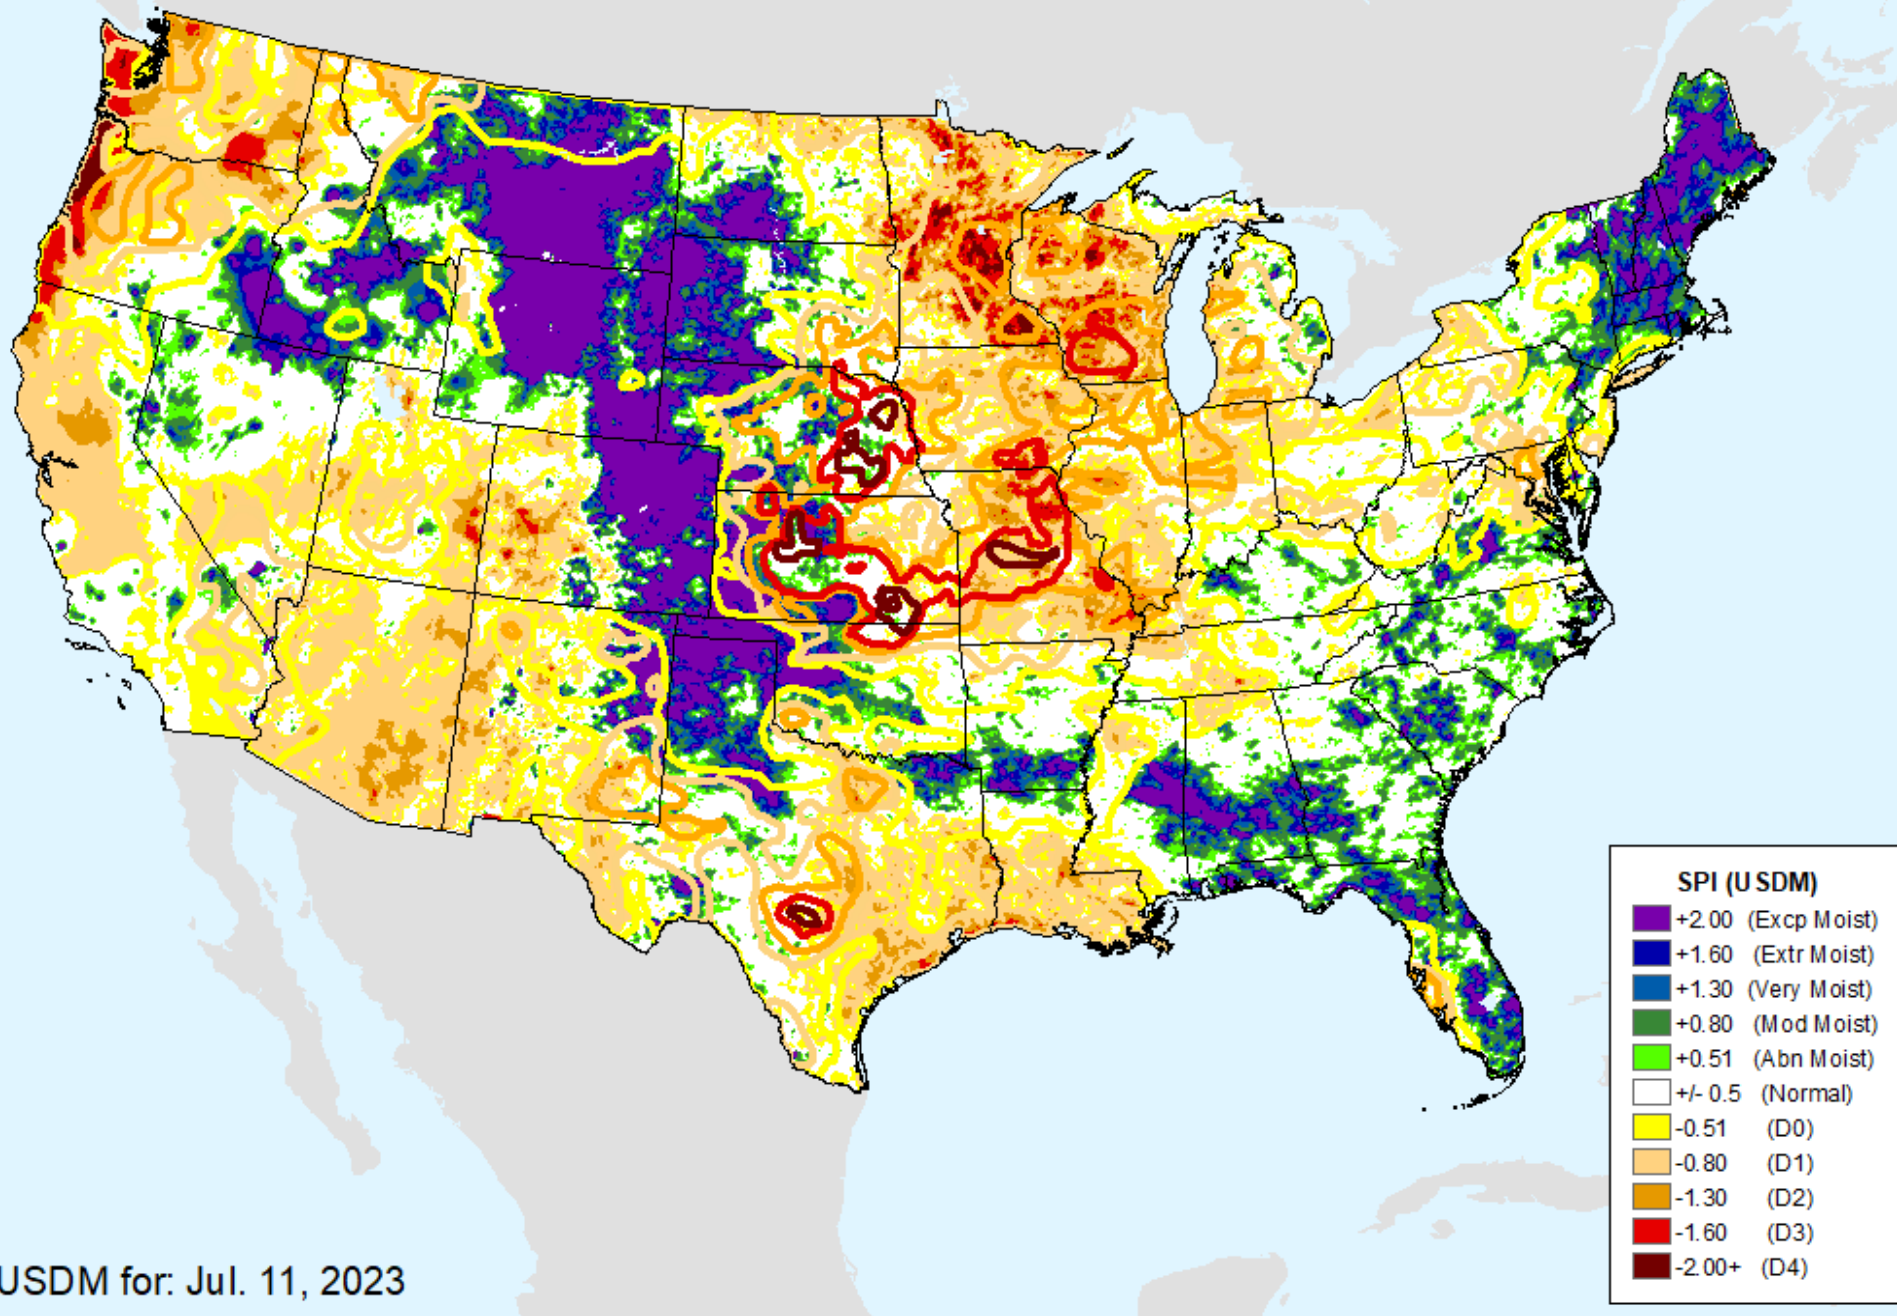 SPI (USDM)
+2.00 (Excp Moist)
+1.60 (Extr Moist)
+1.30 (Very Moist)
+0.80 (Mod Moist)
+0.51 (Abn Moist)
+/- 0.5 (Normal)
-0.51 (D0)
-0.80 (D1)
-1.30 (D2)
-1.60 (D3)
-2.00+ (D4)
USDM for: Jul. 11, 2023